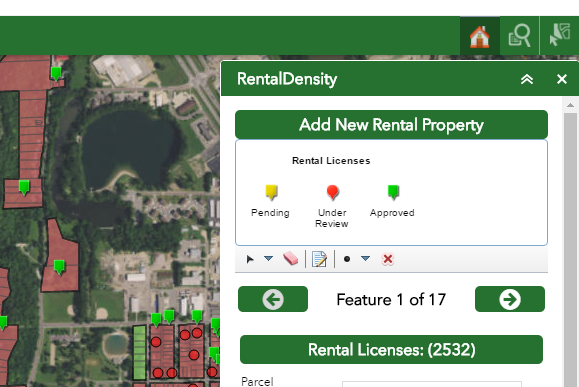 RentalDensity
Add New Rental Property
Rental Licenses
Pending
Under
Review
Approved
Feature 1 of 17
Rental Licenses: (2532)
Parcel